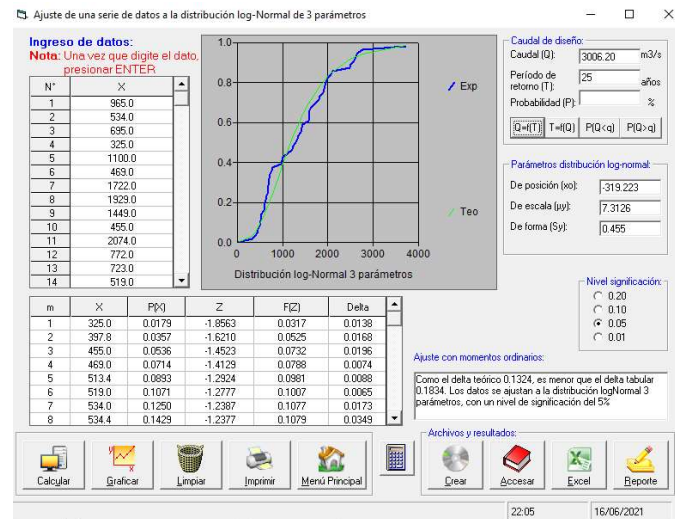 Ajuste de una serie de datos a la distribución log-Normal de 3 parámetros
Ingreso de datos:
Nota: Una vez que digite el dato,
presionar ENTER
N° X
1 965.0
2 534.0
3 695.0
4 325.0
5 1100.0
6 469.0
7 1722.0
8 1929.0
9 1449.0
10 455.0
11 2074.0
12 772.0
13 723.0
14 519.0
1.0
0.8
0.6
0.4
0.2
0.0
0 1000 2000 3000 4000
Distribución log-Normal 3 parámetros
Exp
Teo
Caudal de diseño:
Caudal (Q): 3006.20 m3/s
Período de
retorno (T): 25 años
Probabilidad (P): %
Q=f(T) T=f(Q) P(Q<q) P(Q>q)
Parámetros distribución log-normal:
De posición (xo): -319.223
De escala (µy): 7.3126
De forma (Sy): 0.455
Nivel significación:
0.20
0.10
0.05
0.01
m X P(X) Z F(Z) Delta
1 325.0 0.0179 -1.8563 0.0317 0.0138
2 397.8 0.0357 -1.6210 0.0525 0.0168
3 455.0 0.0536 -1.4523 0.0732 0.0196
4 469.0 0.0714 -1.4129 0.0788 0.0074
5 513.4 0.0893 -1.2924 0.0981 0.0088
6 519.0 0.1071 -1.2777 0.1007 0.0065
7 534.0 0.1250 -1.2387 0.1077 0.0173
8 534.4 0.1429 -1.2377 0.1079 0.0349
Ajuste con momentos ordinarios:
Como el delta teórico 0.1324, es menor que el delta tabular
0.1834. Los datos se ajustan a la distribución logNormal 3
parámetros, con un nivel de significación del 5%
Calcular
Graficar
Limpiar
Imprimir
Menú Principal
Archivos y resultados:
Crear
Accesar
Excel
Reporte
22:05 16/06/2021